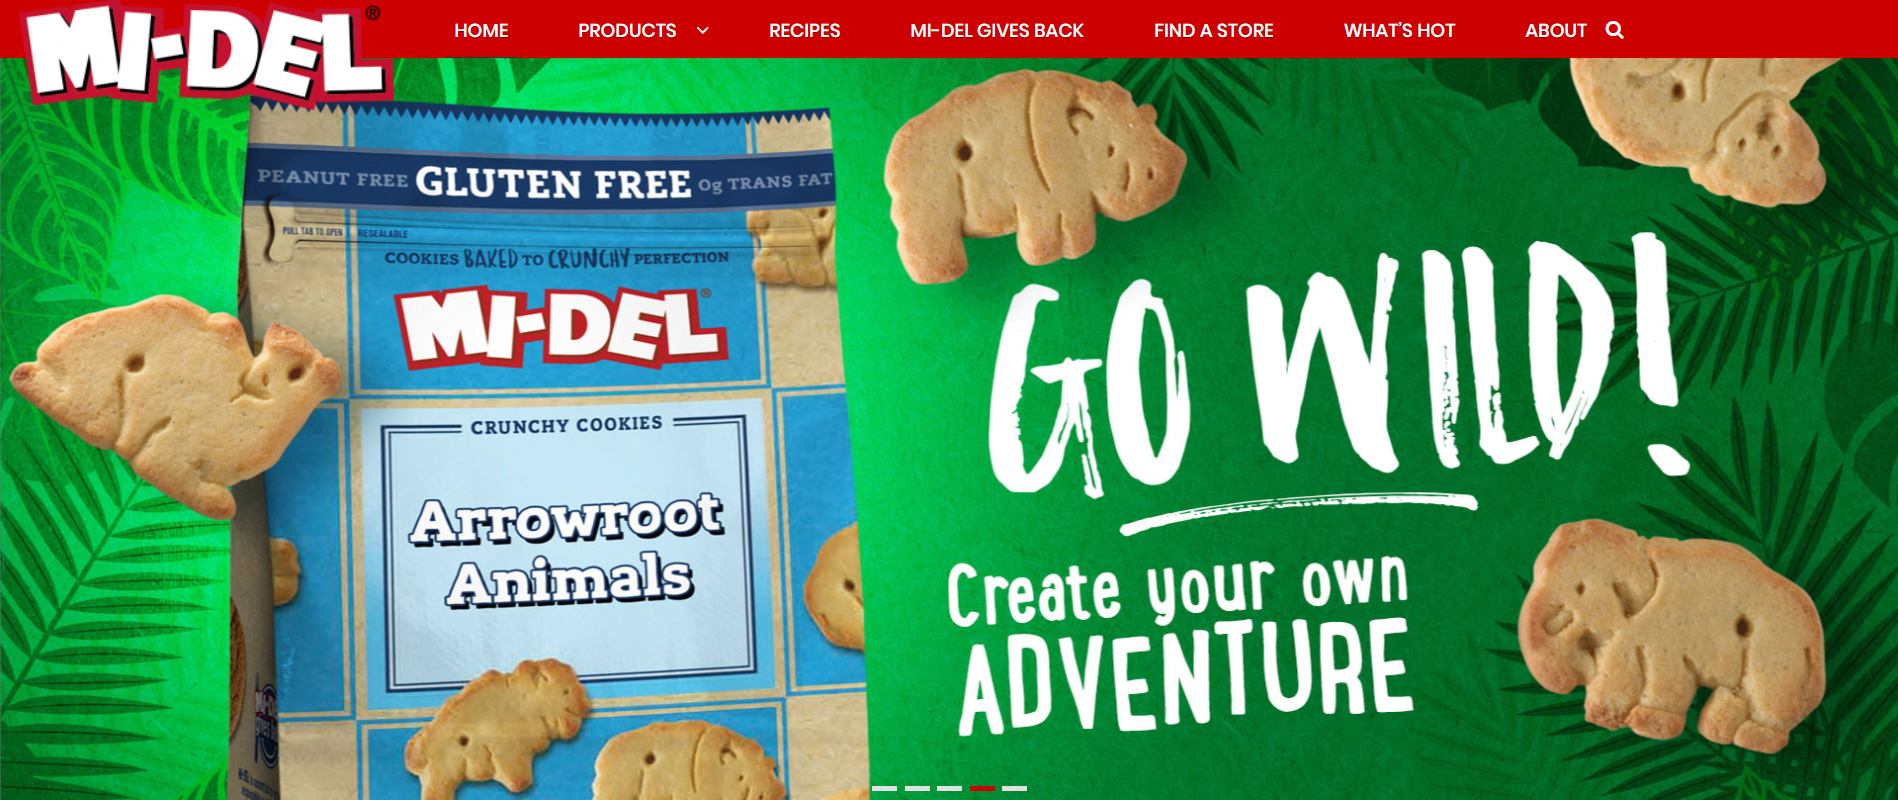 MI-DEL®
HOME PRODUCTS RECIPES MI-DEL GIVES BACK FIND A STORE WHAT'S HOT ABOUT
PEANUT FREE GLUTEN FREE 0g TRANS FAT
PULL TAB TO OPEN RESEALABLE
COOKIES BAKED TO CRUNCHY PERFECTION
MI-DEL®
CRUNCHY COOKIES
Arrowroot
Animals
GO WILD!
Create your own
ADVENTURE